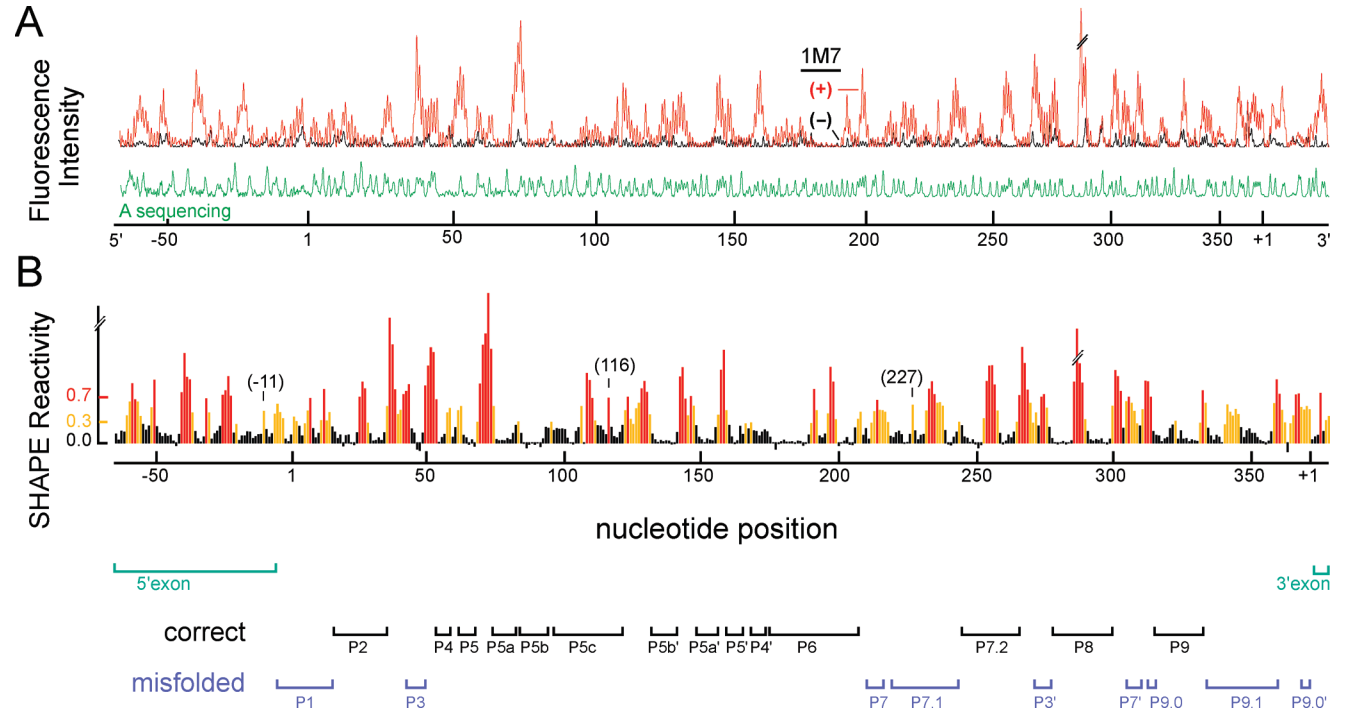 A
Fluorescence
Intensity
1M7
(+)
(–)
A sequencing
5' -50 1 50 100 150 200 250 300 350 +1 3'
B
SHAPE Reactivity
(-11)
(116)
(227)
0.7
0.3
0.0
-50 1 50 100 150 200 250 300 350 +1
nucleotide position
5'exon
3'exon
correct
P2 P4 P5 P5a P5b P5c P5b' P5a' P5' P4' P6 P7.2 P8 P9
misfolded
P1 P3 P7 P7.1 P3' P7' P9.0 P9.1 P9.0'